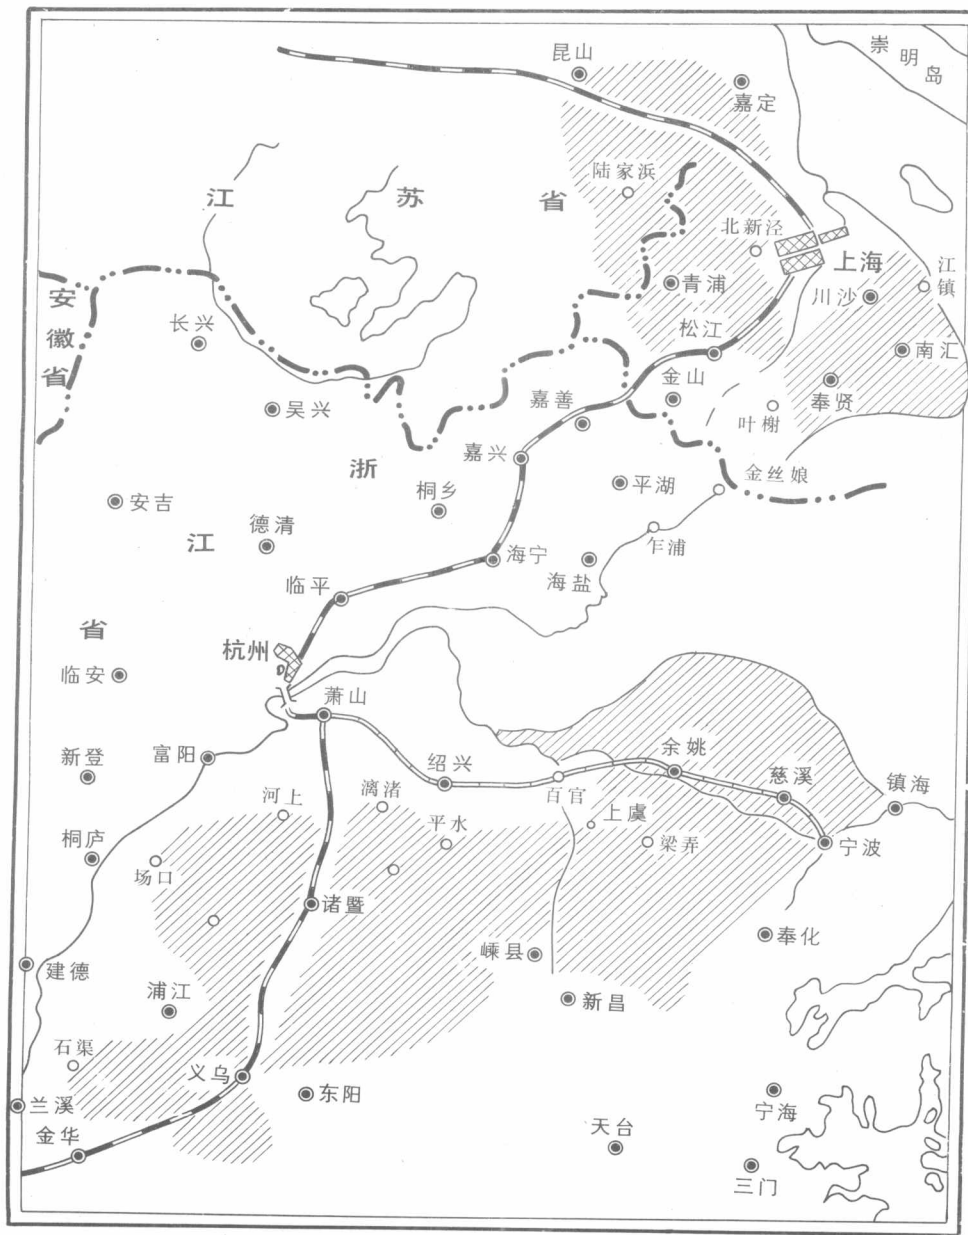 昆山
崇明岛
嘉定
陆家浜
江苏省
北新泾
上海
江镇
青浦
川沙
安徽省
长兴
松江
南汇
金山
奉贤
吴兴
嘉善
叶榭
嘉兴
浙江省
金丝娘
桐乡
平湖
安吉
德清
乍浦
海宁
海盐
临平
杭州
临安
萧山
富阳
新登
绍兴
余姚
慈溪
镇海
河上
漓渚
百官
平水
上虞
梁弄
宁波
桐庐
场口
诸暨
奉化
嵊县
建德
浦江
新昌
石渠
义乌
东阳
兰溪
宁海
金华
天台
三门